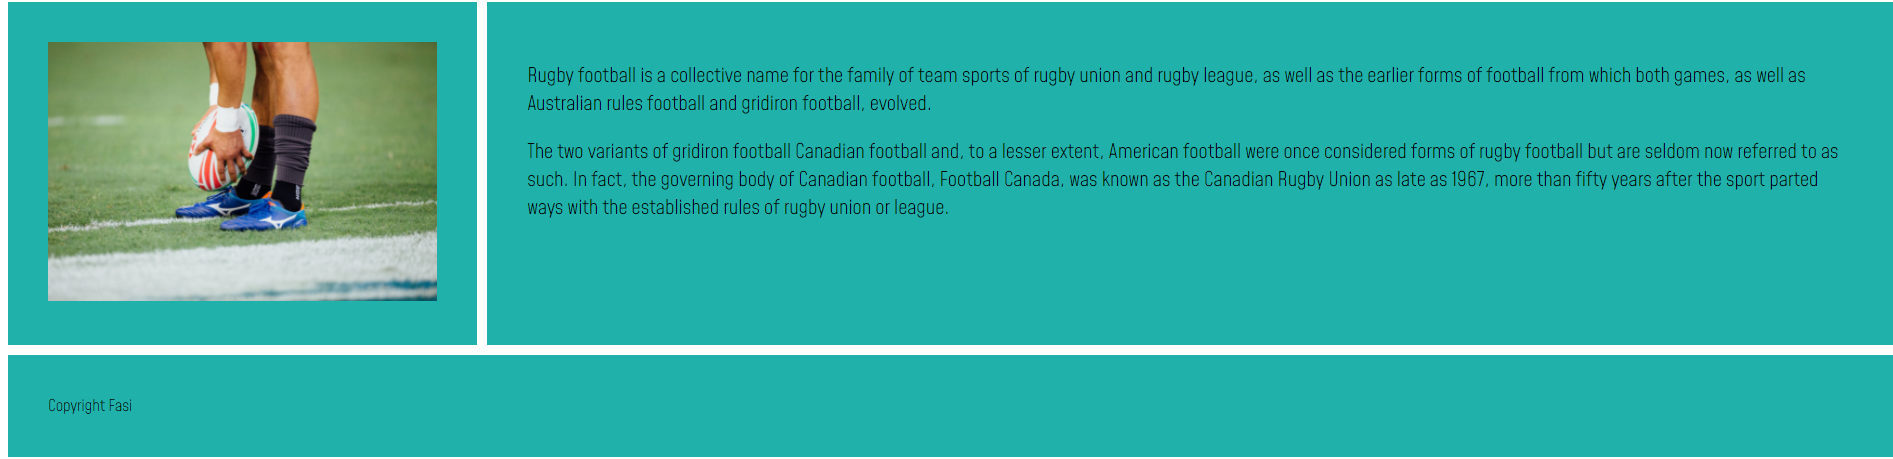 Rugby football is a collective name for the family of team sports of rugby union and rugby league, as well as the earlier forms of football from which both games, as well as
Australian rules football and gridiron football, evolved.
The two variants of gridiron football Canadian football and, to a lesser extent, American football were once considered forms of rugby football but are seldom now referred to as
such. In fact, the governing body of Canadian football, Football Canada, was known as the Canadian Rugby Union as late as 1967, more than fifty years after the sport parted
ways with the established rules of rugby union or league.
Copyright Fasi